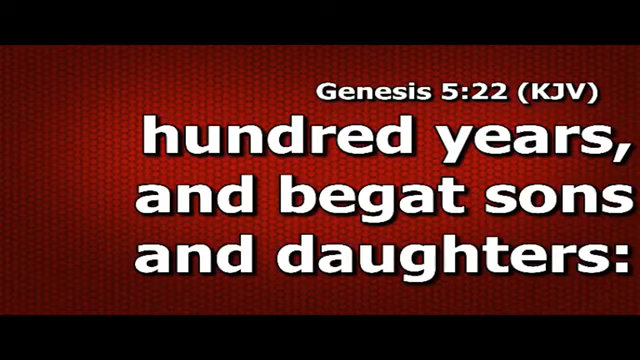 Genesis 5:22 (KJV)
hundred years,
and begat sons
and daughters: